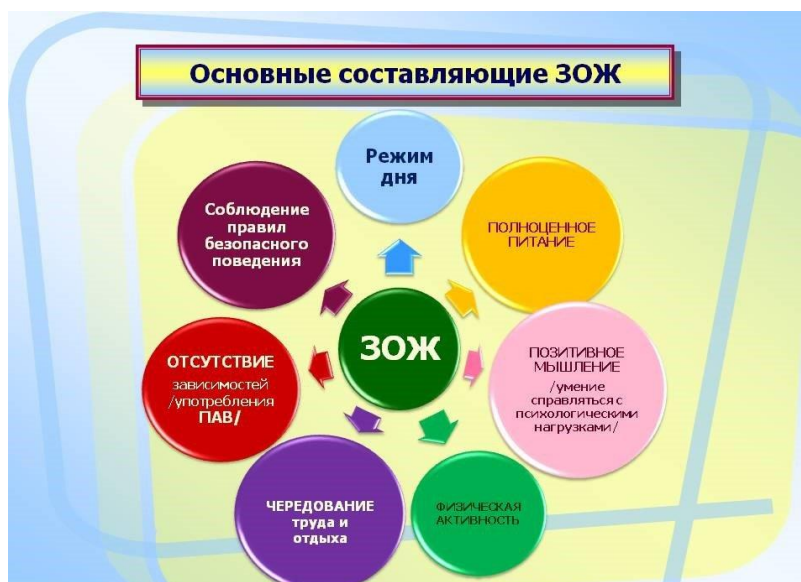 Основные составляющие ЗОЖ
Режим
дня
ПОЛНОЦЕННОЕ
ПИТАНИЕ
ПОЗИТИВНОЕ
МЫШЛЕНИЕ
/умение
справляться с
психологическими
нагрузками/
ФИЗИЧЕСКАЯ
АКТИВНОСТЬ
ЧЕРЕДОВАНИЕ
труда и
отдыха
ОТСУТСТВИЕ
зависимостей
/употребления
ПАВ/
Соблюдение
правил
безопасного
поведения
ЗОЖ